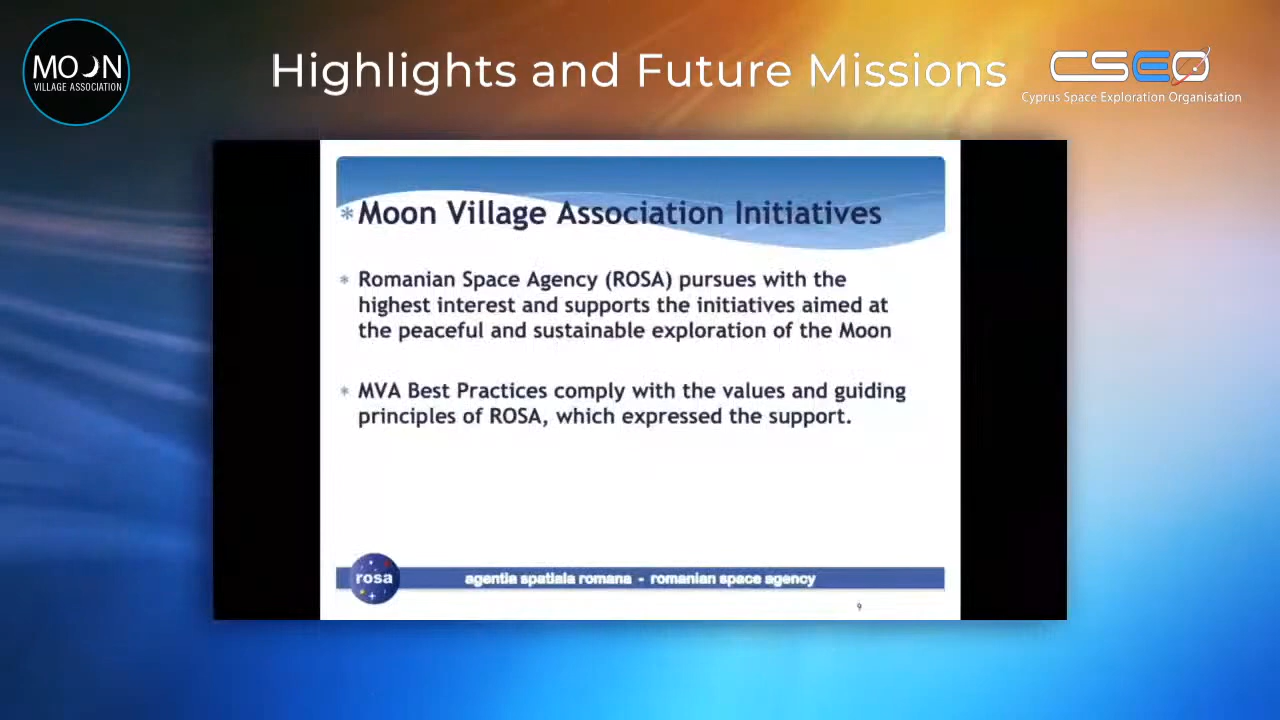 MOON
VILLAGE ASSOCIATION
Highlights and Future Missions
CSEO
Cyprus Space Exploration Organisation
* Moon Village Association Initiatives
* Romanian Space Agency (ROSA) pursues with the
highest interest and supports the initiatives aimed at
the peaceful and sustainable exploration of the Moon
* MVA Best Practices comply with the values and guiding
principles of ROSA, which expressed the support.
rosa
agentia spatiala romana - romanian space agency
9